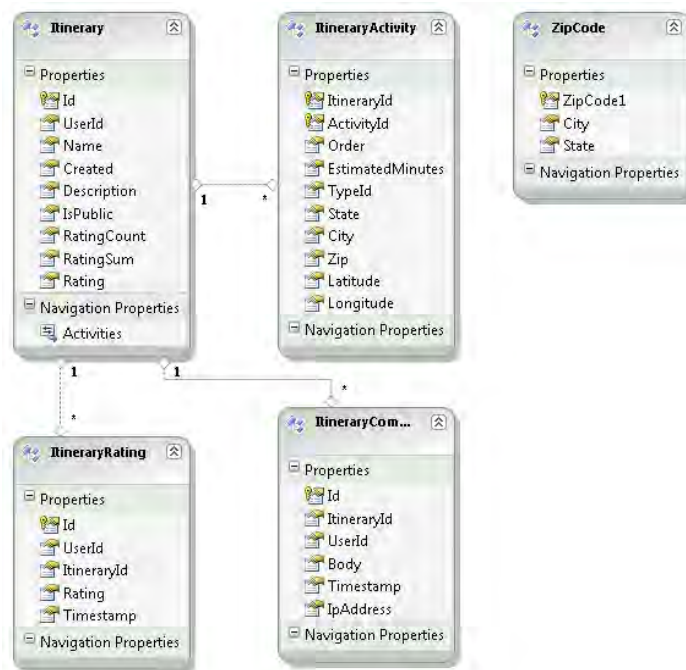 Itinerary
Properties
Id
UserId
Name
Created
Description
IsPublic
RatingCount
RatingSum
Rating
Navigation Properties
Activities
ItineraryActivity
Properties
ItineraryId
ActivityId
Order
EstimatedMinutes
TypeId
State
City
Zip
Latitude
Longitude
Navigation Properties
ZipCode
Properties
ZipCode1
City
State
Navigation Properties
1
*
1
*
1
*
ItineraryRating
Properties
Id
UserId
ItineraryId
Rating
Timestamp
Navigation Properties
ItineraryCom...
Properties
Id
ItineraryId
UserId
Body
Timestamp
IpAddress
Navigation Properties